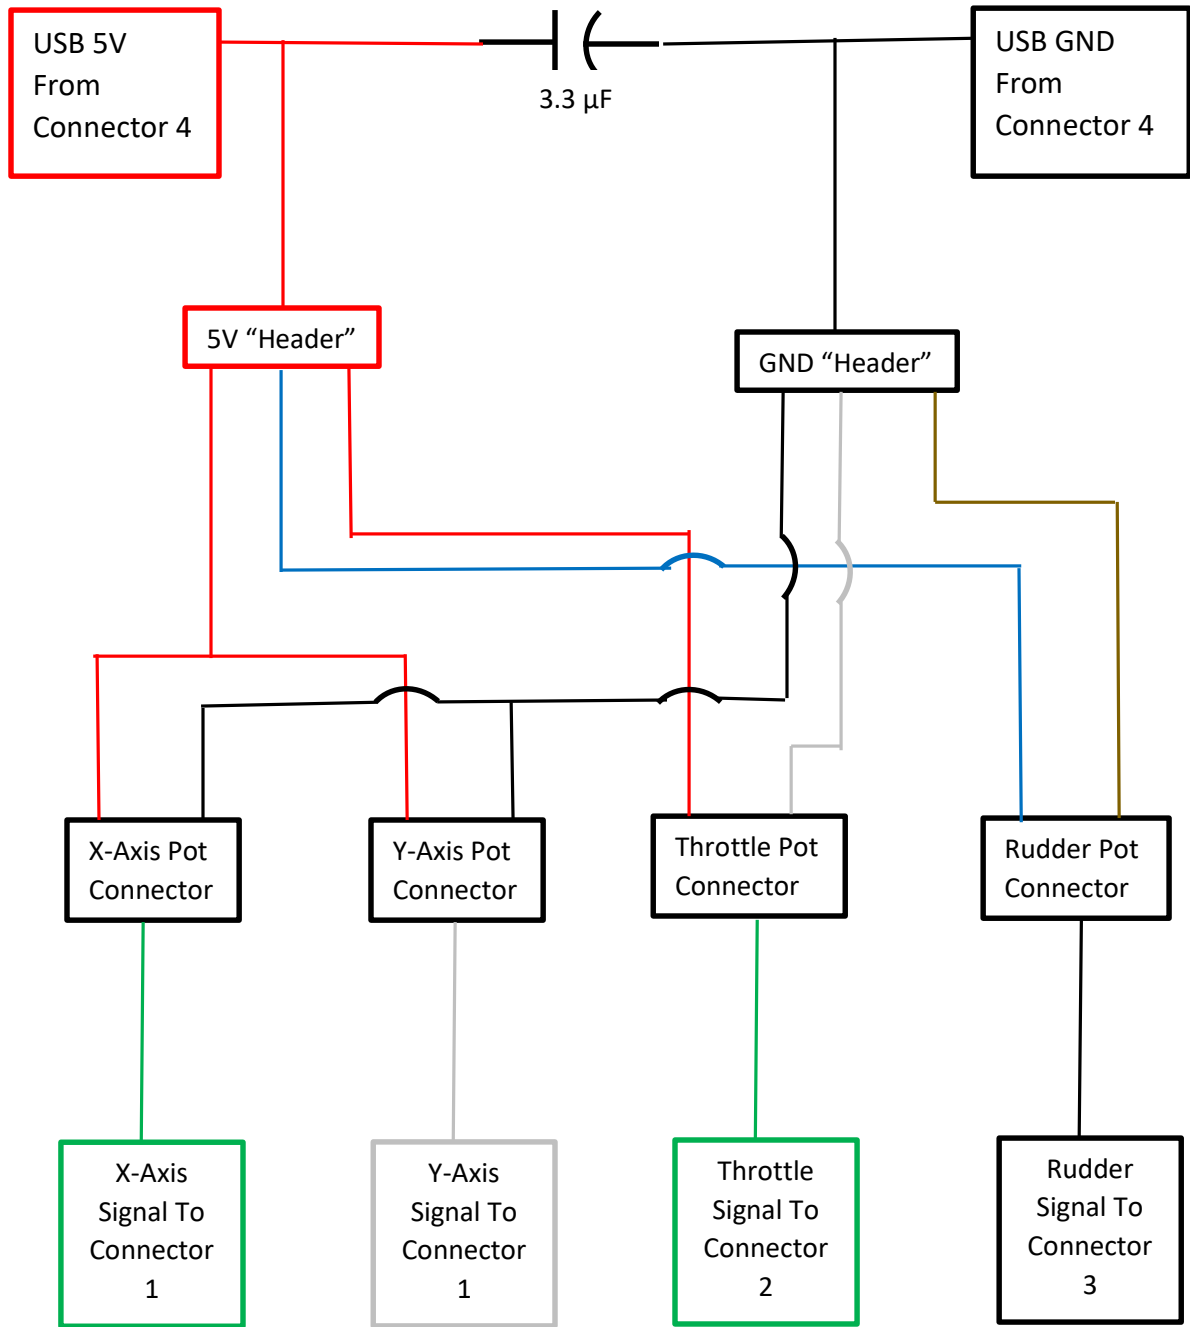 USB 5V
From
Connector 4
3.3 µF
USB GND
From
Connector 4
5V “Header”
GND “Header”
X-Axis Pot
Connector
Y-Axis Pot
Connector
Throttle Pot
Connector
Rudder Pot
Connector
X-Axis
Signal To
Connector
1
Y-Axis
Signal To
Connector
1
Throttle
Signal To
Connector
2
Rudder
Signal To
Connector
3